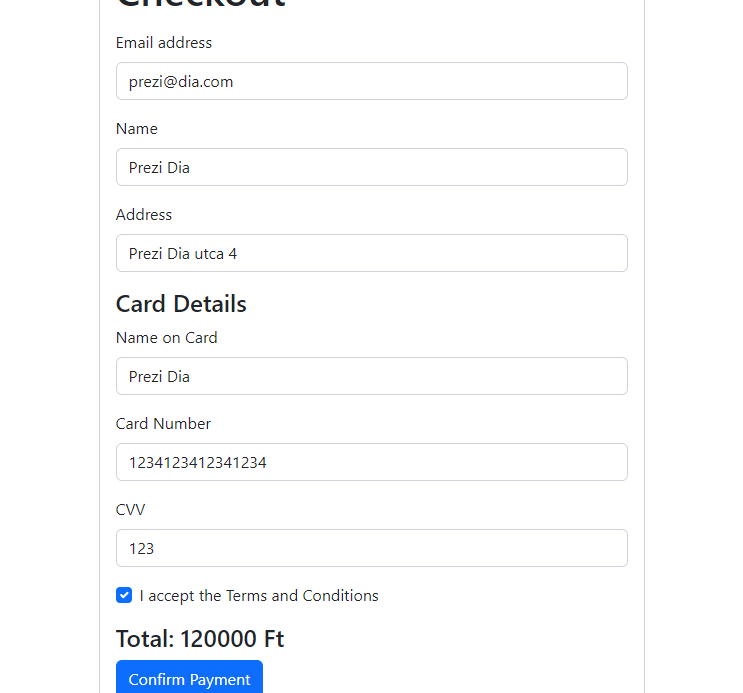 Checkout
Email address
prezi@dia.com
Name
Prezi Dia
Address
Prezi Dia utca 4
Card Details
Name on Card
Prezi Dia
Card Number
1234123412341234
CVV
123
I accept the Terms and Conditions
Total: 120000 Ft
Confirm Payment